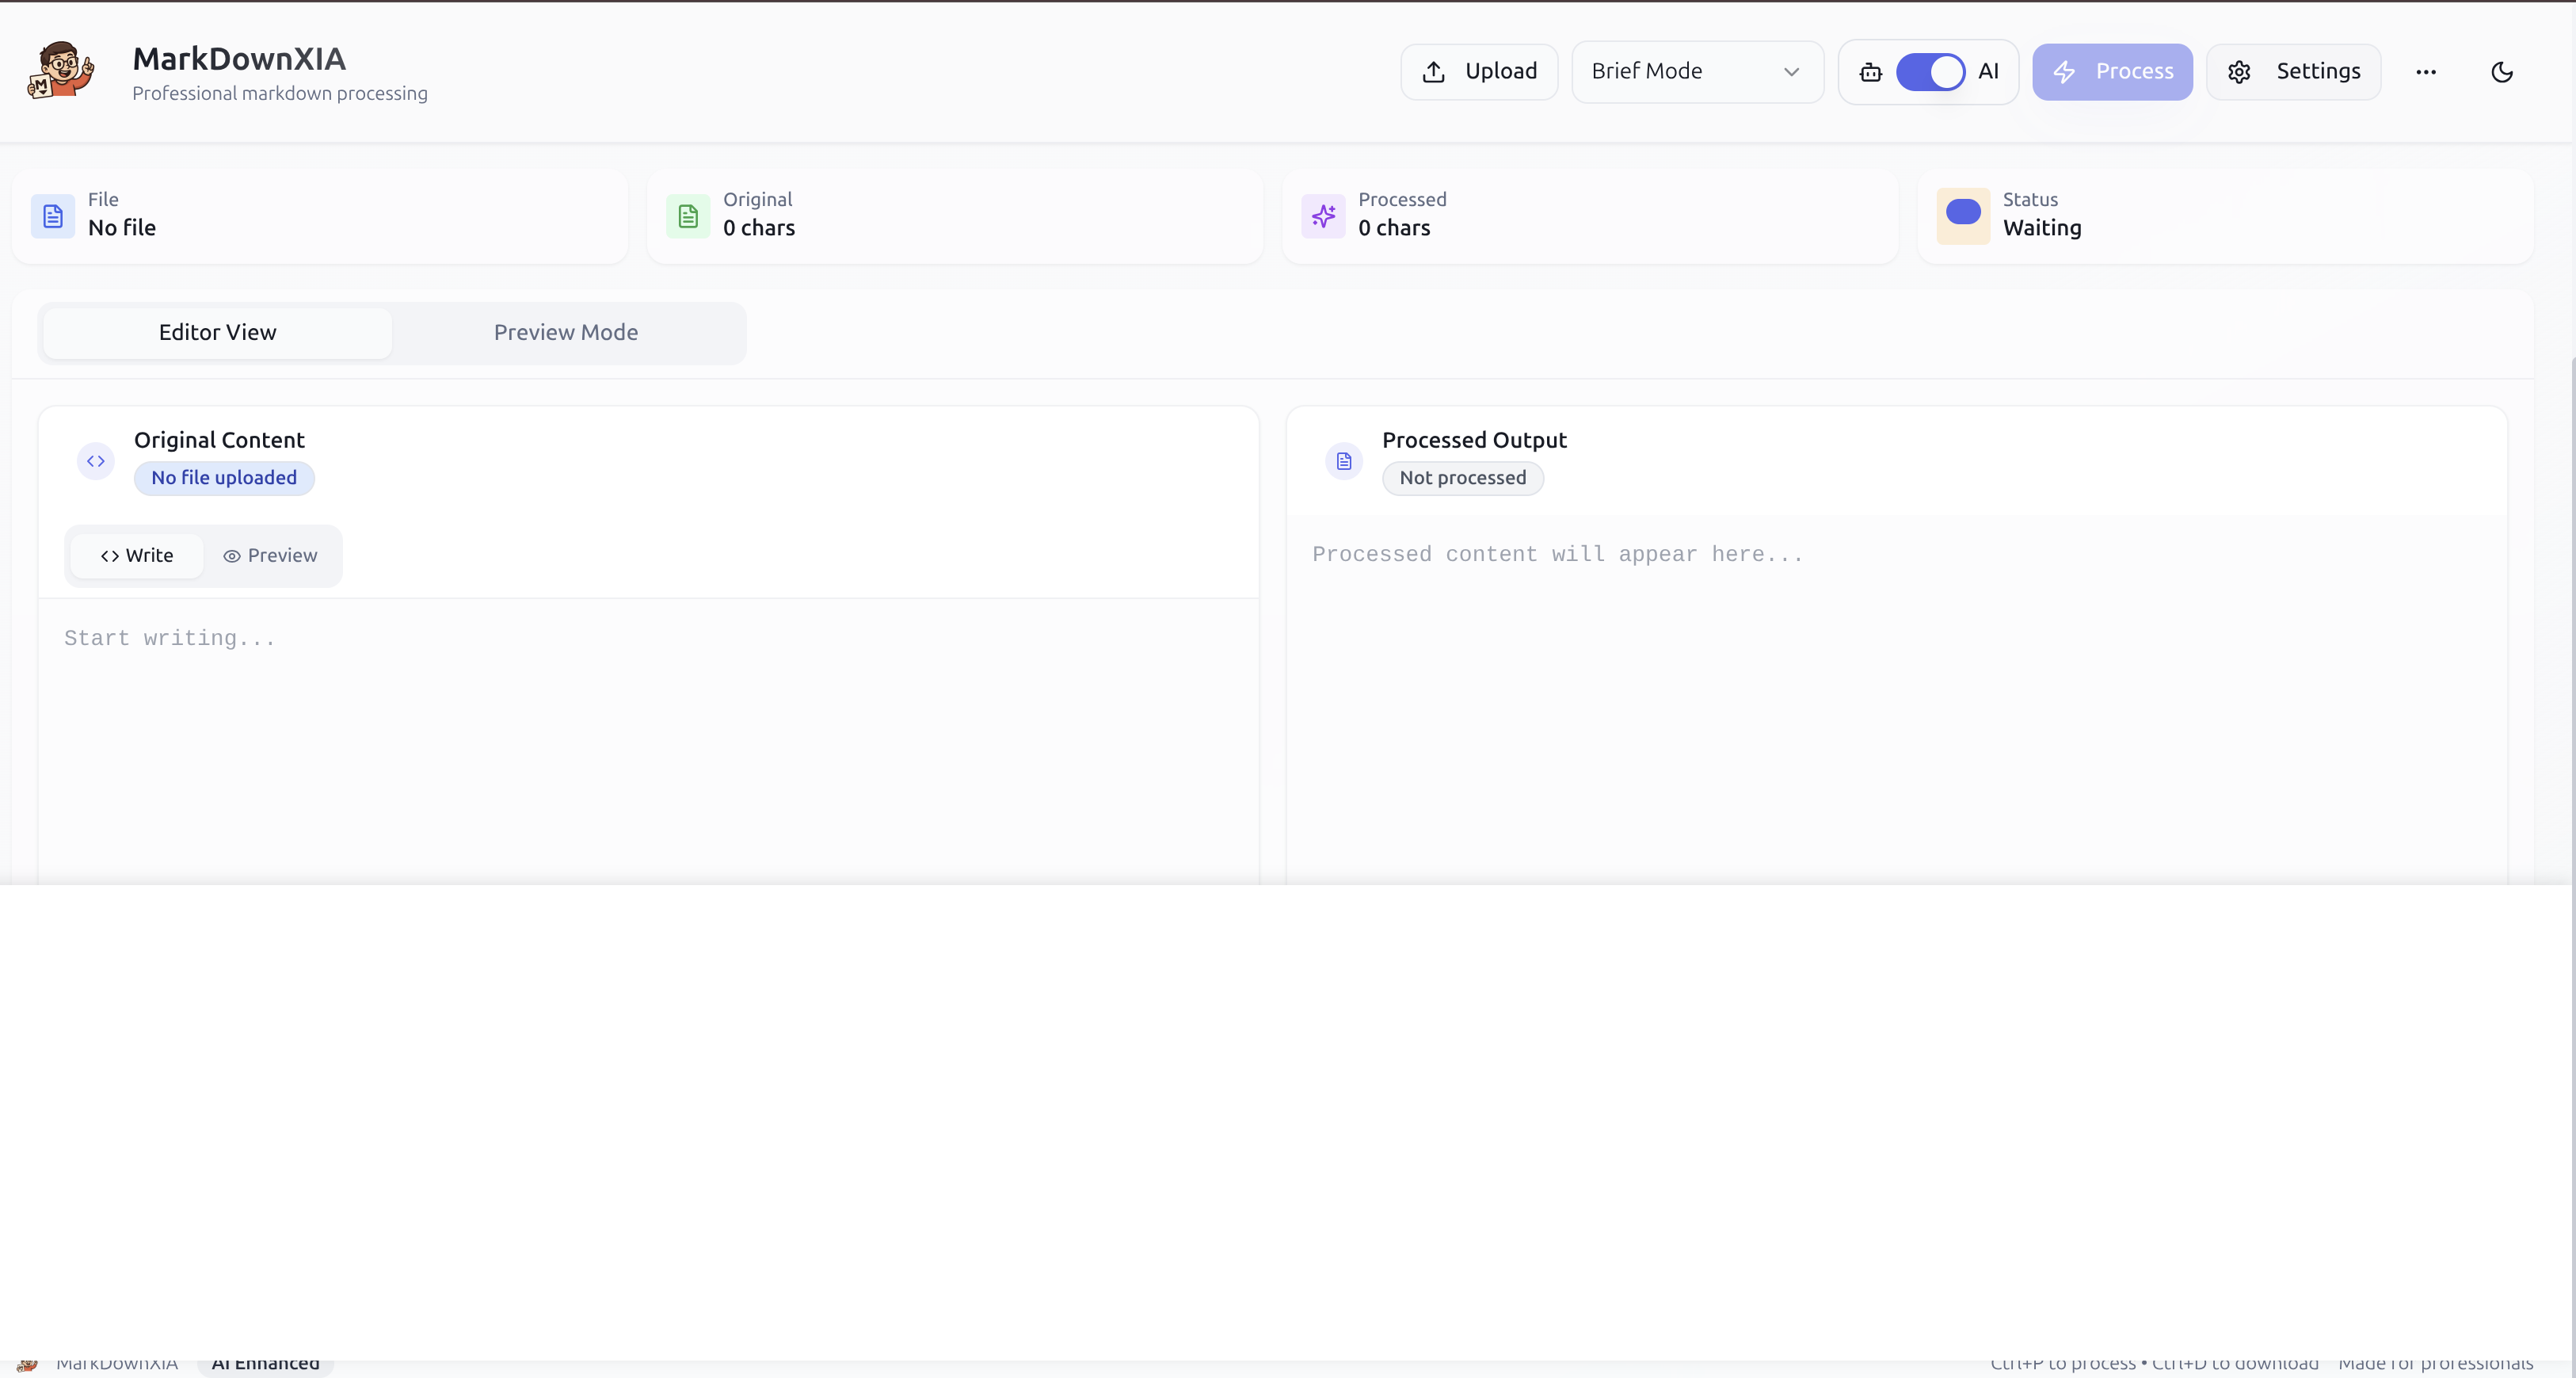 MarkDownXIA
Professional markdown processing
Upload
Brief Mode
AI
Process
Settings
File
No file
Original
0 chars
Processed
0 chars
Status
Waiting
Editor View
Preview Mode
Original Content
No file uploaded
Write
Preview
Start writing...
Processed Output
Not processed
Processed content will appear here...
MarkDownXIA
AI Enhanced
Ctrl+P to process • Ctrl+D to download
Made for professionals